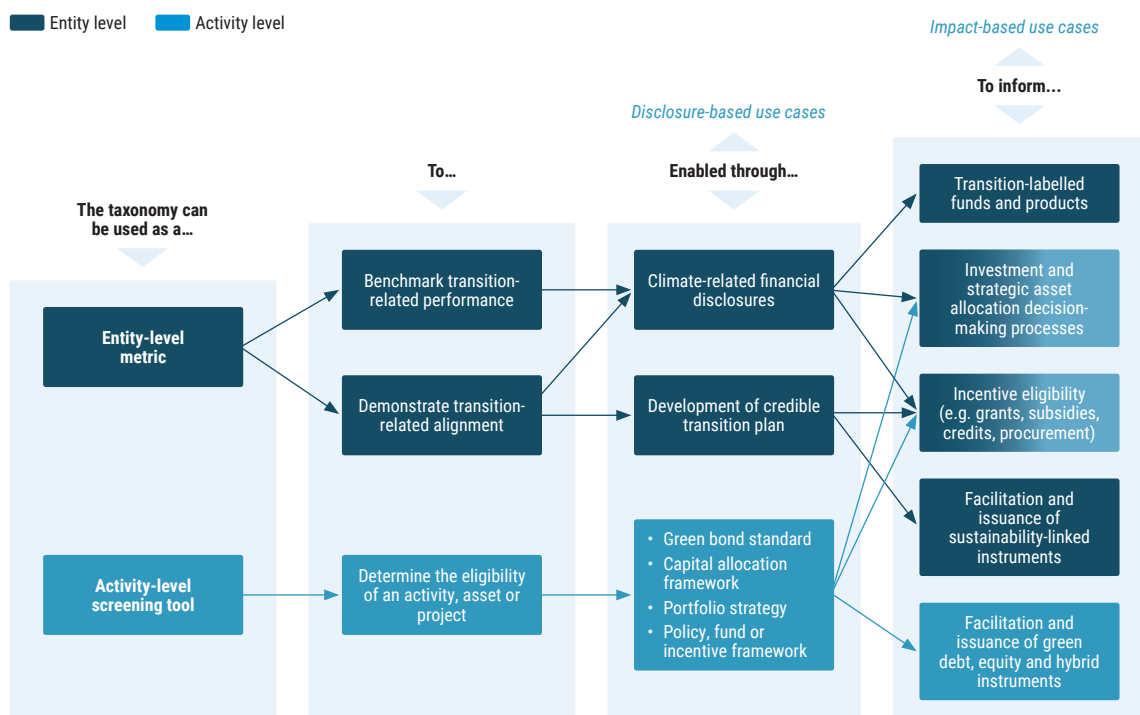 Entity level
Activity level
Impact-based use cases
To inform...
Disclosure-based use cases
To...
Enabled through...
The taxonomy can
be used as a...
Entity-level
metric
Activity-level
screening tool
Benchmark transition-
related performance
Demonstrate transition-
related alignment
Determine the eligibility
of an activity, asset or
project
Climate-related financial
disclosures
Development of credible
transition plan
• Green bond standard
• Capital allocation
framework
• Portfolio strategy
• Policy, fund or
incentive framework
Transition-labelled
funds and products
Investment and
strategic asset
allocation decision-
making processes
Incentive eligibility
(e.g. grants, subsidies,
credits, procurement)
Facilitation and
issuance of
sustainability-linked
instruments
Facilitation and
issuance of green
debt, equity and hybrid
instruments